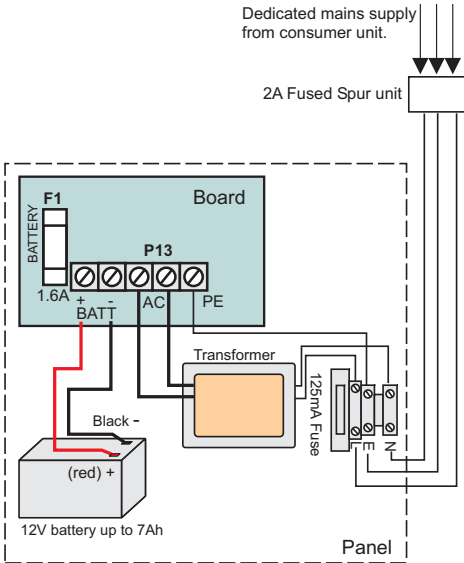 Dedicated mains supply
from consumer unit.
2A Fused Spur unit
F1
Board
BATTERY
P13
1.6A
+ -
BATT
AC
PE
Transformer
125mA Fuse
L E N
Black -
(red) +
12V battery up to 7Ah
Panel